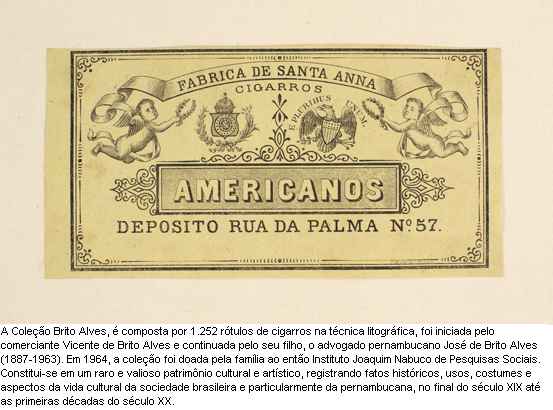 FABRICA DE SANTA ANNA
CIGARROS
E PLURIBUS UNUM
AMERICANOS
DEPOSITO RUA DA PALMA Nº 57.
A Coleção Brito Alves, é composta por 1.252 rótulos de cigarros na técnica litográfica, foi iniciada pelo
comerciante Vicente de Brito Alves e continuada pelo seu filho, o advogado pernambucano José de Brito Alves
(1887-1963). Em 1964, a coleção foi doada pela família ao então Instituto Joaquim Nabuco de Pesquisas Sociais.
Constitui-se em um raro e valioso patrimônio cultural e artístico, registrando fatos históricos, usos, costumes e
aspectos da vida cultural da sociedade brasileira e particularmente da pernambucana, no final do século XIX até
as primeiras décadas do século XX.